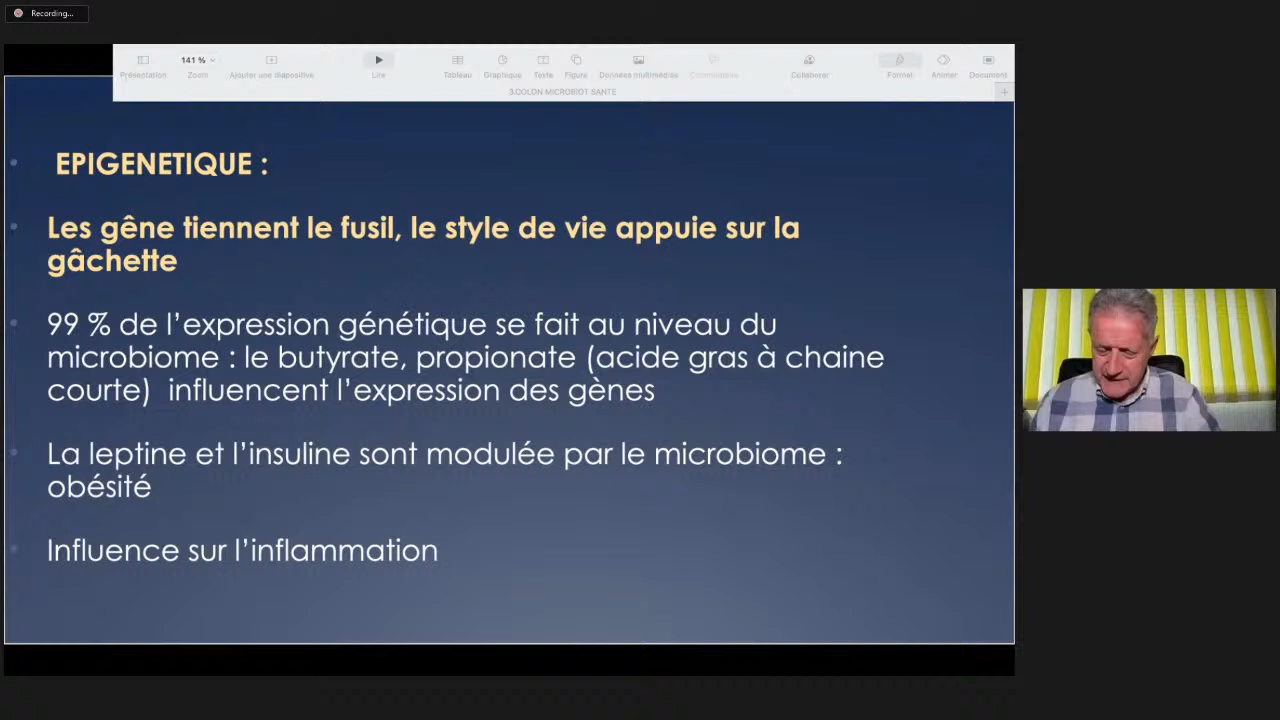 Recording...
141 %
Présentation Zoom Ajouter une diapositive Lire Tableau Graphique Texte Figure Données multimédias Commentaire Collaborer Format Animer Document
3.COLON MICROBIOT SANTE
EPIGENETIQUE :
Les gêne tiennent le fusil, le style de vie appuie sur la
gâchette
99 % de l’expression génétique se fait au niveau du
microbiome : le butyrate, propionate (acide gras à chaine
courte) influencent l’expression des gènes
La leptine et l’insuline sont modulée par le microbiome :
obésité
Influence sur l’inflammation